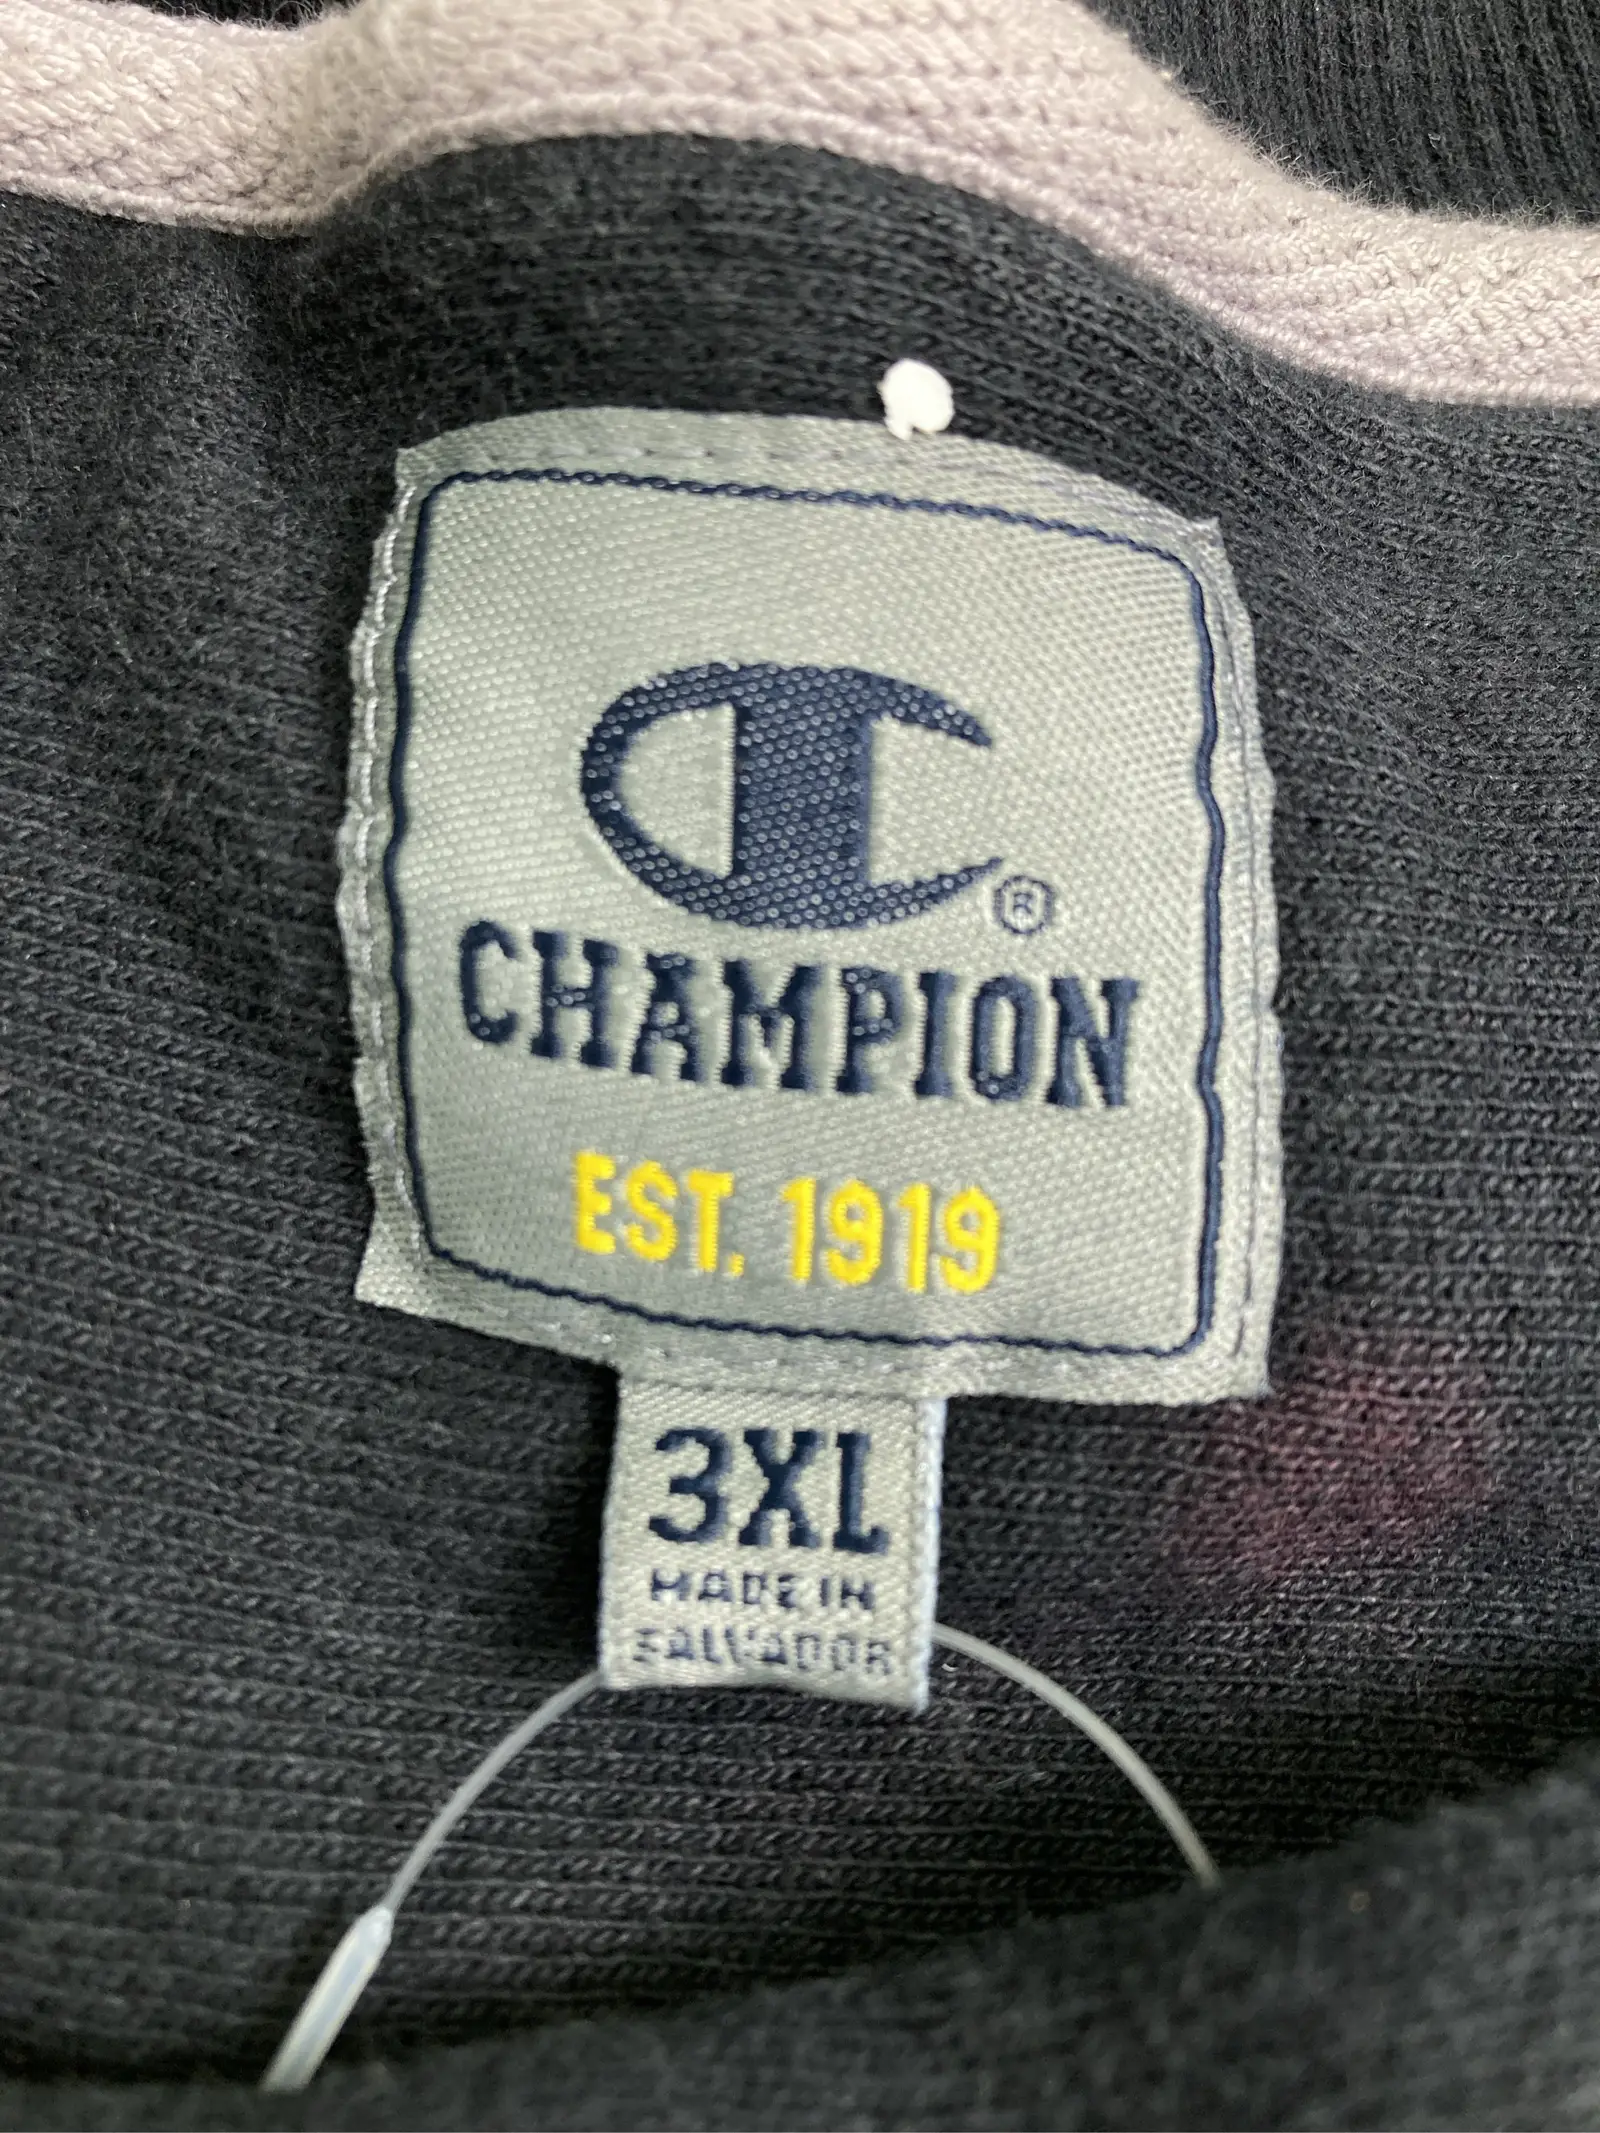 C®
CHAMPION
EST. 1919
3XL
MADE IN
SALVADOR